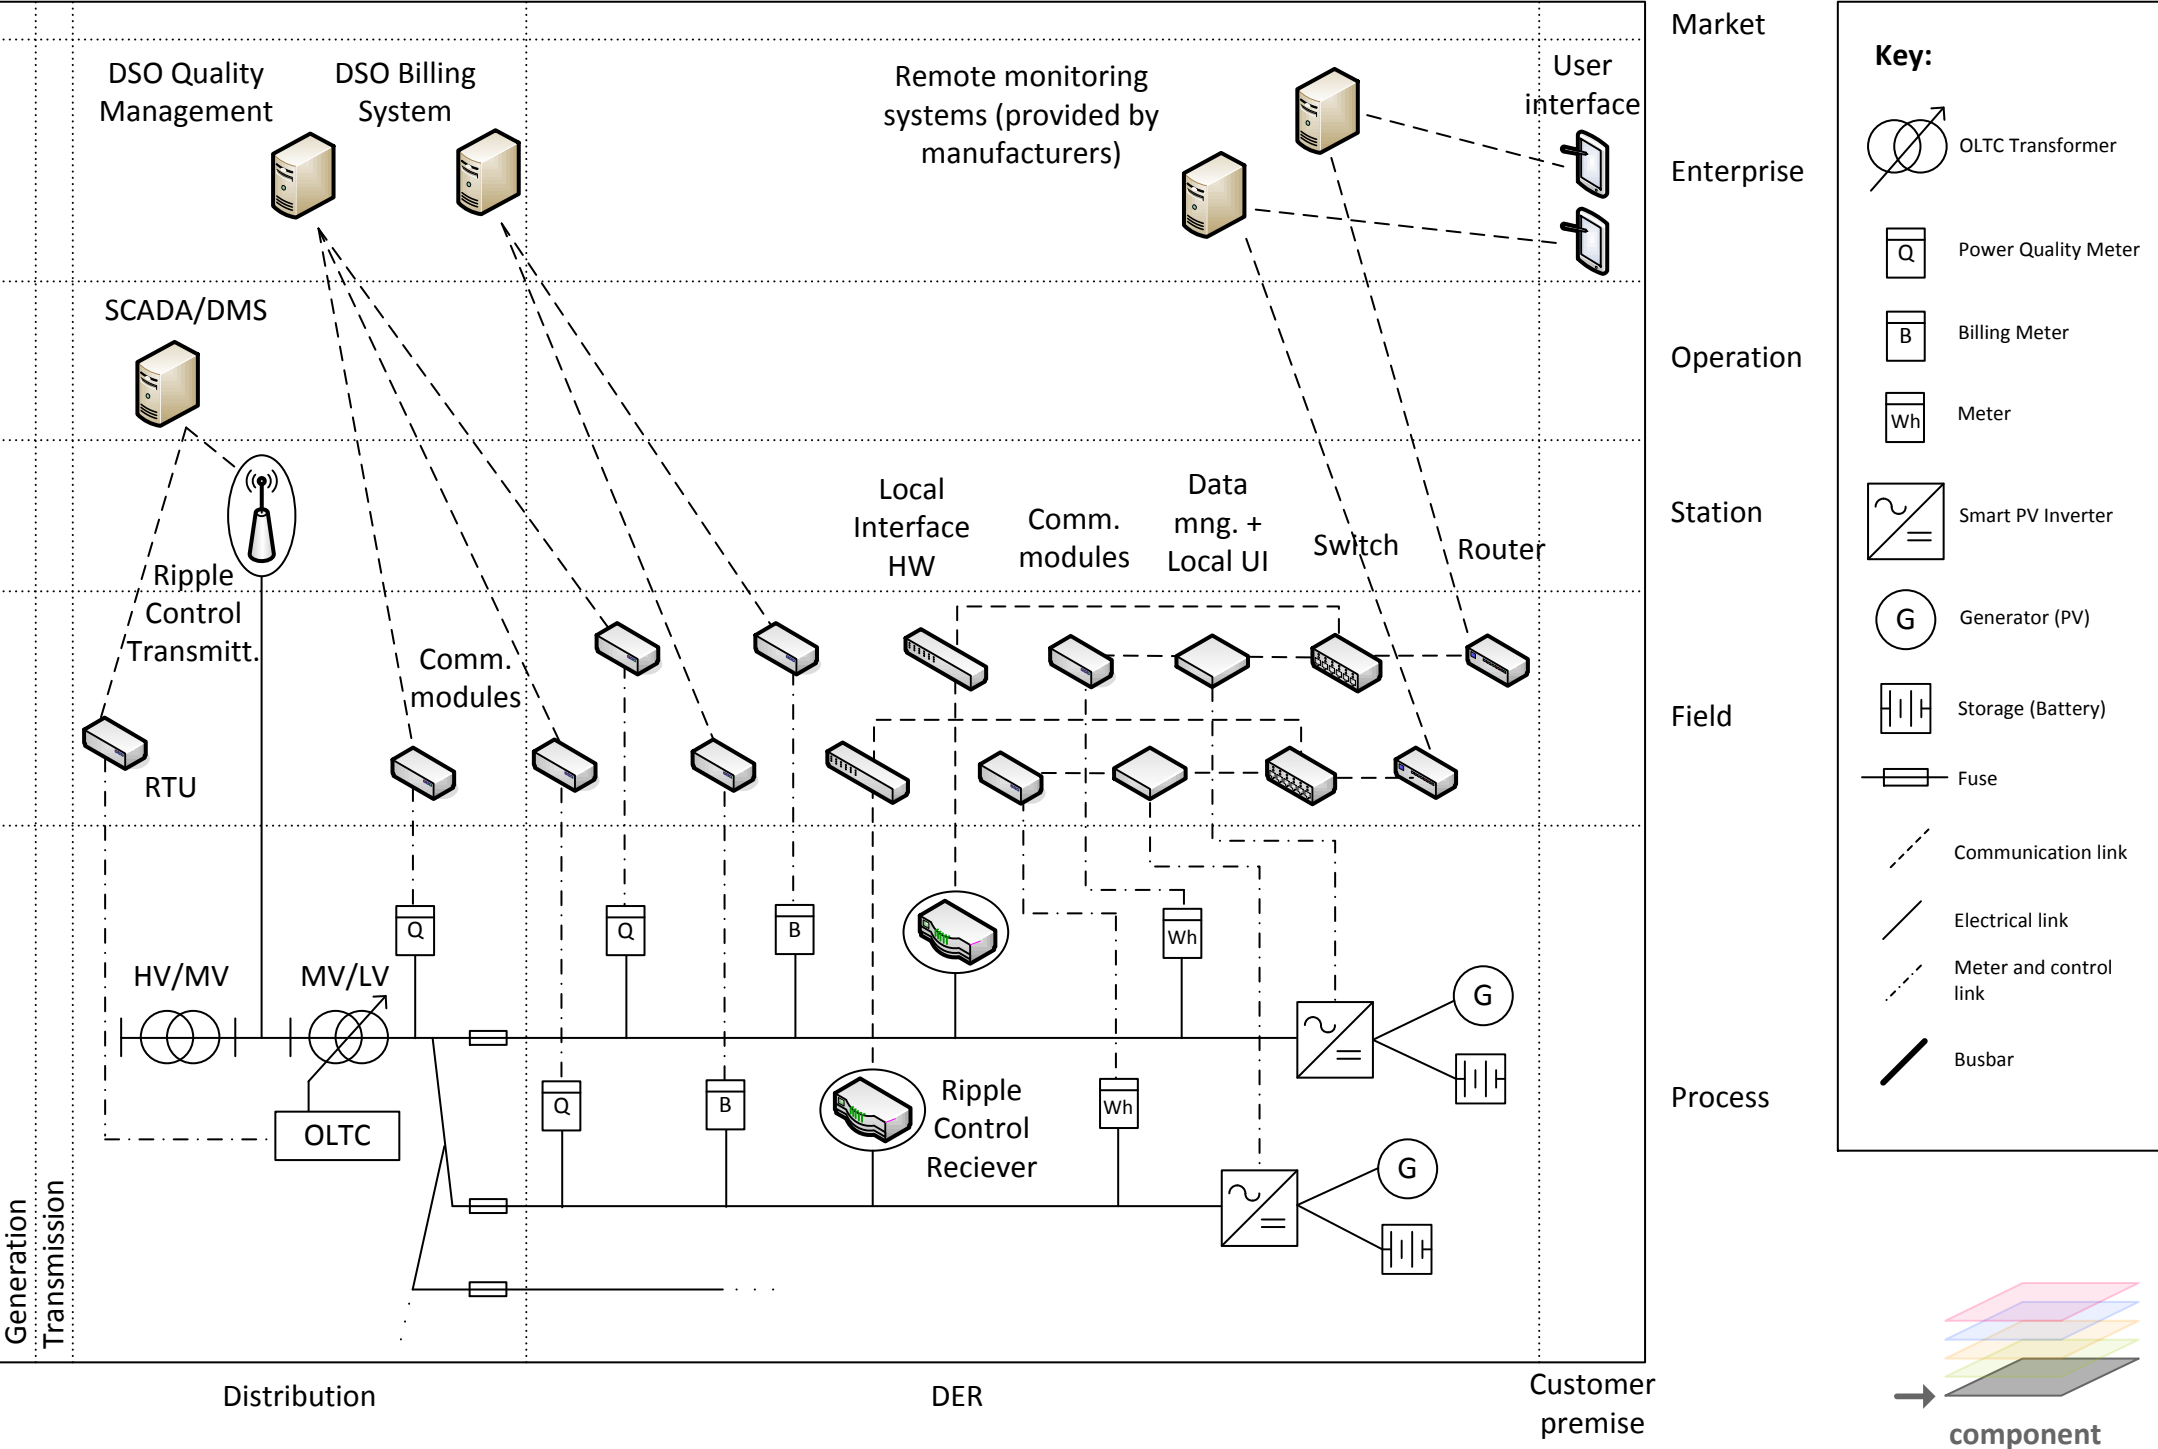 Market
Key:
DSO Quality
Management
DSO Billing
System
Remote monitoring
systems (provided by
manufacturers)
User
interface
Enterprise
OLTC Transformer
Q
Power Quality Meter
SCADA/DMS
Operation
B
Billing Meter
Wh
Meter
Local
Interface
HW
Comm.
modules
Data
mng. +
Local UI
Switch
Router
Station
Smart PV Inverter
Ripple
Control
Transmitt.
Comm.
modules
G
Generator (PV)
RTU
Field
Storage (Battery)
Fuse
Communication link
Q
Q
B
Wh
Electrical link
HV/MV
MV/LV
G
Meter and control
link
Busbar
OLTC
Q
B
Ripple
Control
Reciever
Wh
Process
G
Generation
Transmission
Distribution
DER
Customer
premise
component